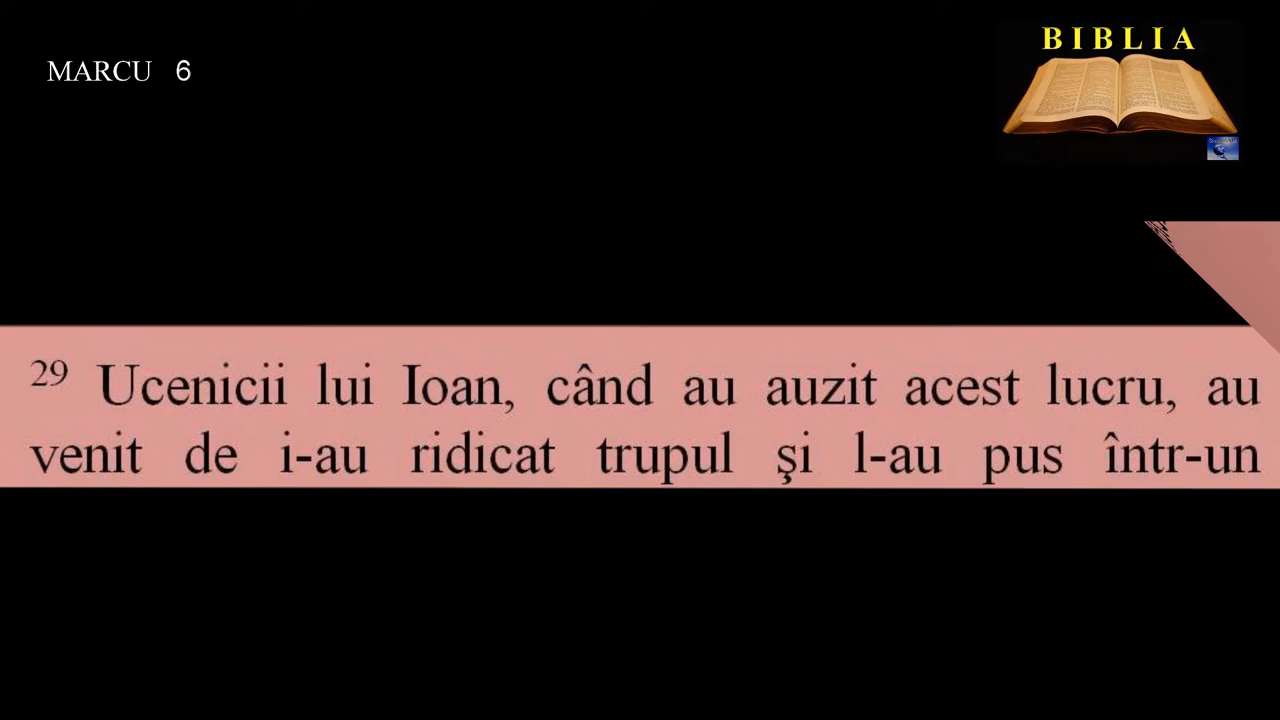 BIBLIA
MARCU 6
29 Ucenicii lui Ioan, când au auzit acest lucru, au
venit de i-au ridicat trupul şi l-au pus într-un